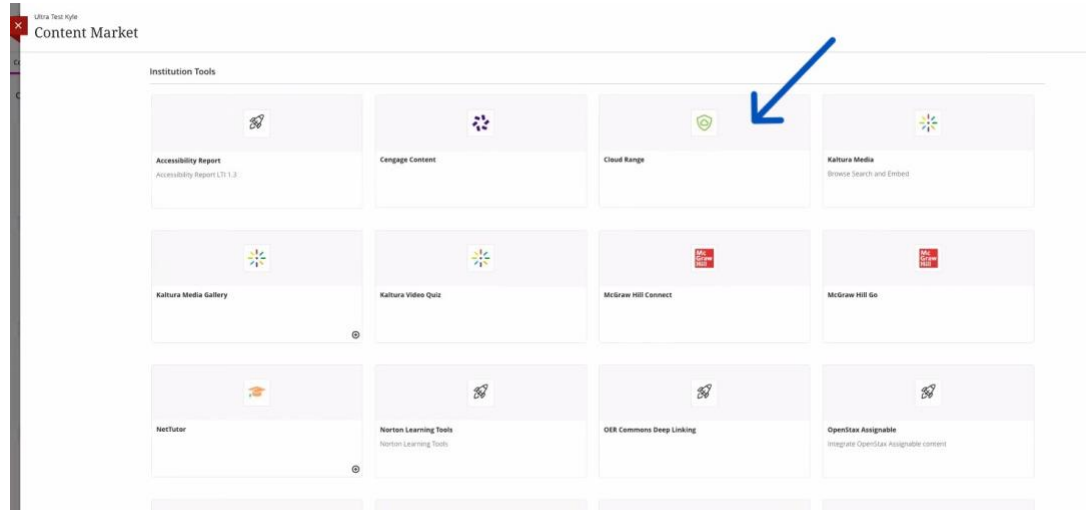 Ultra Test Kyle
Content Market
Institution Tools
Accessibility Report
Accessibility Report LTI 1.3
Cengage Content
Cloud Range
Kaltura Media
Browse Search and Embed
Kaltura Media Gallery
Kaltura Video Quiz
Mc
Graw
Hill
McGraw Hill Connect
Mc
Graw
Hill
McGraw Hill Go
NetTutor
Norton Learning Tools
Norton Learning Tools
OER Commons Deep Linking
OpenStax Assignable
Integrate OpenStax Assignable content